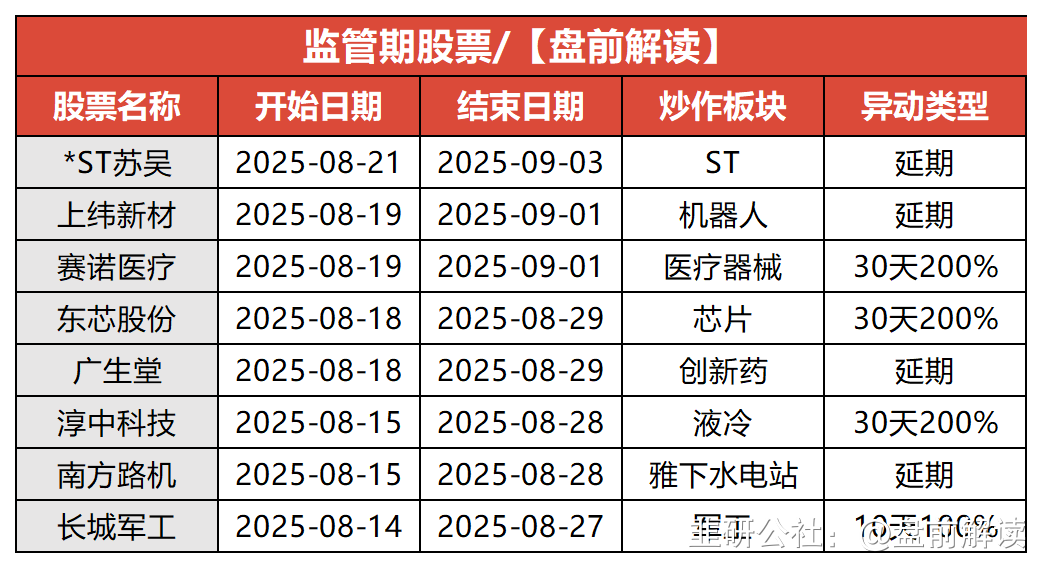 监管期股票/【盘前解读】
股票名称 开始日期 结束日期 炒作板块 异动类型
*ST苏吴 2025-08-21 2025-09-03 ST 延期
上纬新材 2025-08-19 2025-09-01 机器人 延期
赛诺医疗 2025-08-19 2025-09-01 医疗器械 30天200%
东芯股份 2025-08-18 2025-08-29 芯片 30天200%
广生堂 2025-08-18 2025-08-29 创新药 延期
淳中科技 2025-08-15 2025-08-28 液冷 30天200%
南方路机 2025-08-15 2025-08-28 雅下水电站 延期
长城军工 2025-08-14 2025-08-27 军工 10天100%
韭研公社：@盘前解读